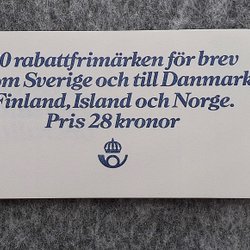 0 rabattfrimärken för brev
om Sverige och till Danmark
Finland, Island och Norge.
Pris 28 kronor